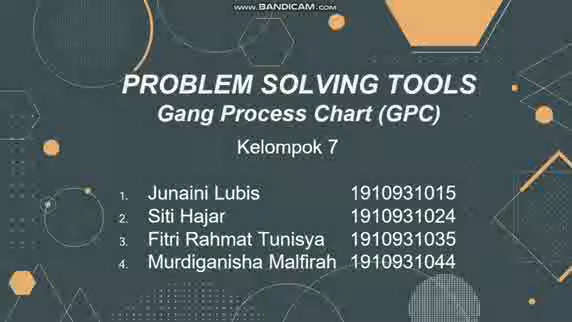 www.BANDICAM.com
PROBLEM SOLVING TOOLS
Gang Process Chart (GPC)
Kelompok 7
1. Junaini Lubis 1910931015
2. Siti Hajar 1910931024
3. Fitri Rahmat Tunisya 1910931035
4. Murdiganisha Malfirah 1910931044